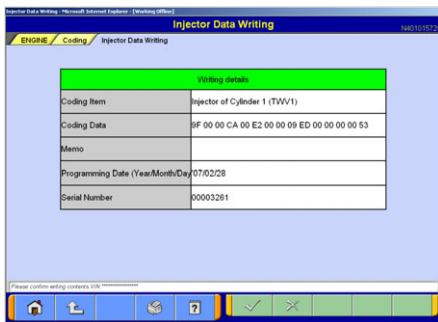 Injector Data Writing - Microsoft Internet Explorer - [Working Offline]
Injector Data Writing
ENGINE Coding Injector Data Writing
Writing details
Coding Item Injector of Cylinder 1 (TWV1)
Coding Data 9F 00 00 CA 00 E2 00 00 09 ED 00 00 00 00 53
Memo
Programming Date (Year/Month/Day '07/02/28
Serial Number 00003261
Please confirm writing contents.VIN:*****************
?